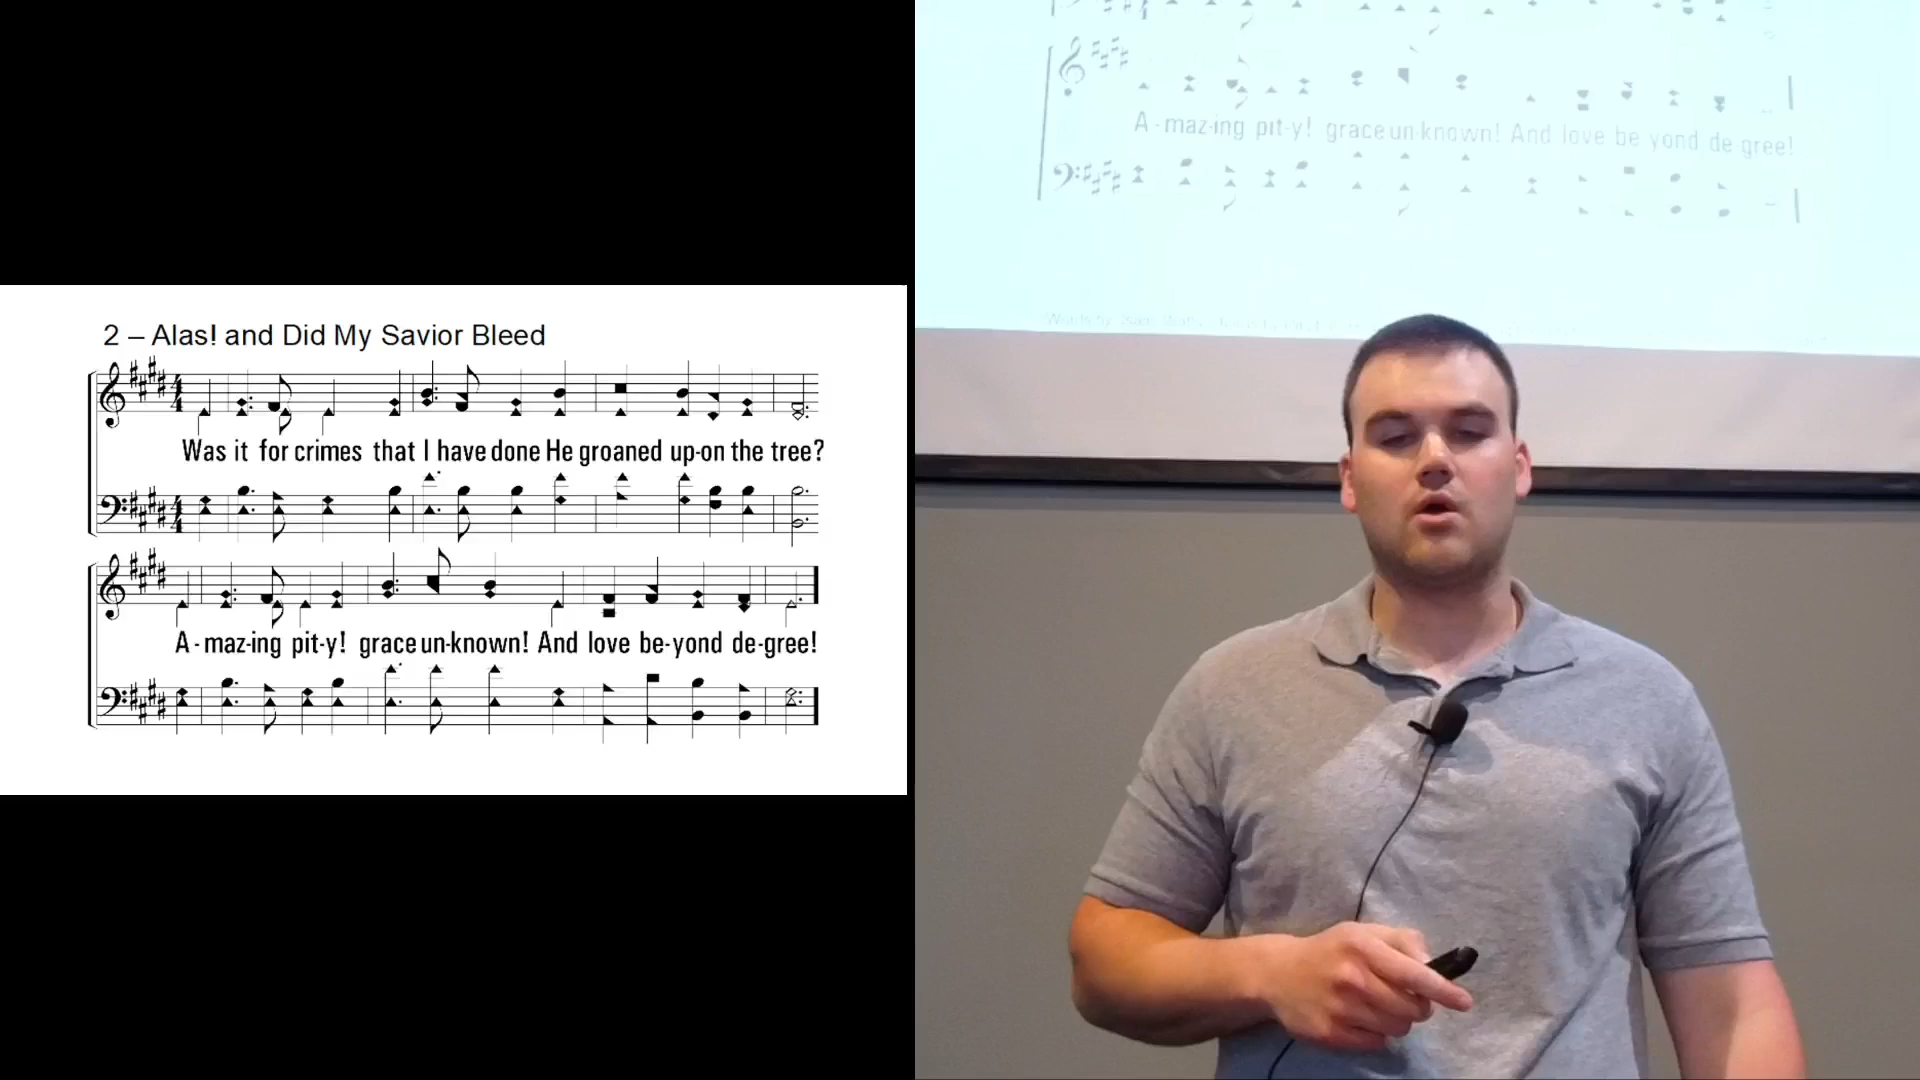 2 – Alas! and Did My Savior Bleed
Was it for crimes that I have done He groaned up-on the tree?
A - maz-ing pit-y! grace un-known! And love be-yond de-gree!
A - maz-ing pit-y! grace un-known! And love be yond de gree!
Words by: